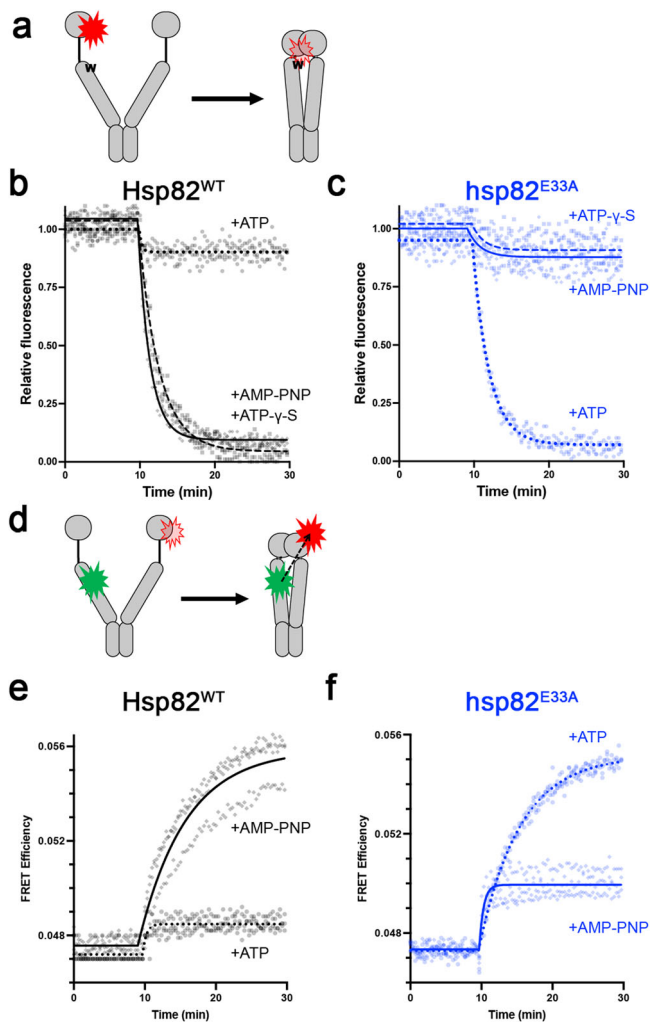 a
W
W
b
Hsp82WT
Relative fluorescence
1.00
0.75
0.50
0.25
0.00
+ATP
+AMP-PNP
+ATP-γ-S
0
10
20
30
Time (min)
c
hsp82E33A
Relative fluorescence
1.00
0.75
0.50
0.25
0.00
+ATP-γ-S
+AMP-PNP
+ATP
0
10
20
30
Time (min)
d
e
Hsp82WT
FRET Efficiency
0.056
0.052
0.048
+AMP-PNP
+ATP
0
10
20
30
Time (min)
f
hsp82E33A
FRET Efficiency
0.056
0.052
0.048
+ATP
+AMP-PNP
0
10
20
30
Time (min)